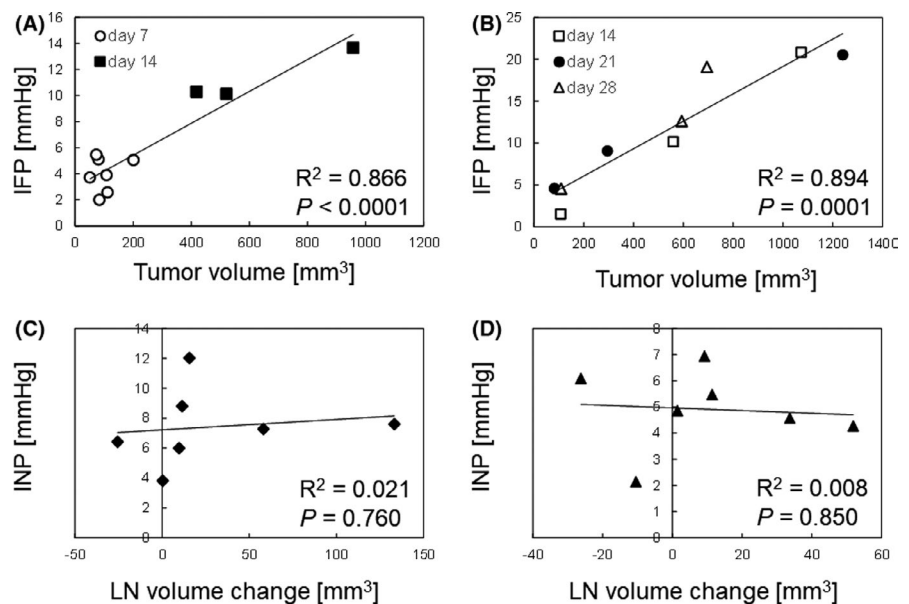 (A)
16
14
12
10
8
6
4
2
0
IFP [mmHg]
day 7
day 14
R² = 0.866
P < 0.0001
0 200 400 600 800 1000 1200
Tumor volume [mm³]
(B)
25
20
15
10
5
0
IFP [mmHg]
day 14
day 21
day 28
R² = 0.894
P = 0.0001
0 200 400 600 800 1000 1200 1400
Tumor volume [mm³]
(C)
14
12
10
8
6
4
2
0
INP [mmHg]
R² = 0.021
P = 0.760
-50 0 50 100 150
LN volume change [mm³]
(D)
8
7
6
5
4
3
2
1
0
INP [mmHg]
R² = 0.008
P = 0.850
-40 -20 0 20 40 60
LN volume change [mm³]